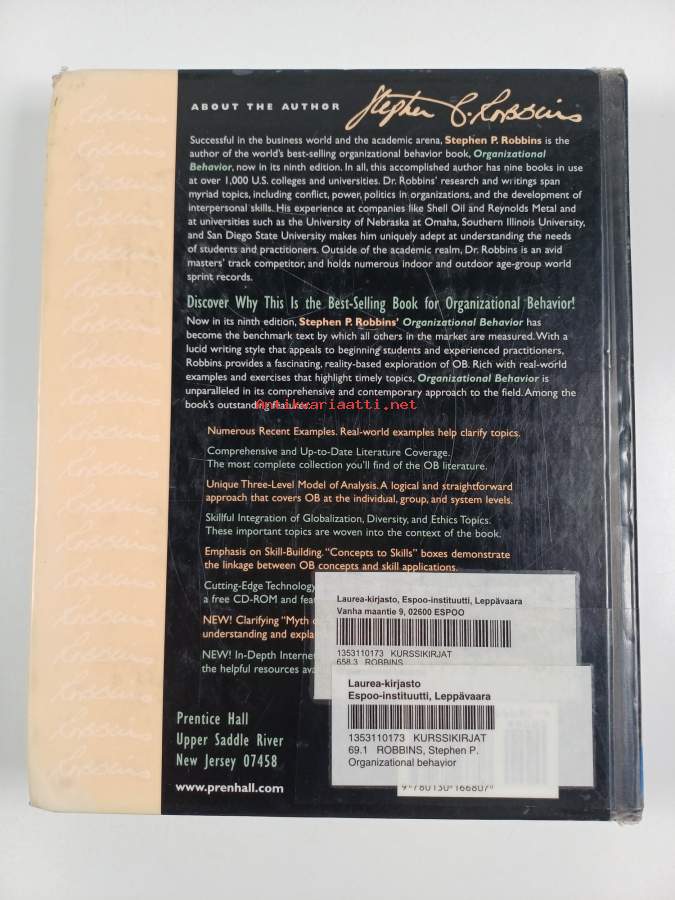 ABOUT THE AUTHOR Stephen P. Robbins
Successful in the business world and the academic arena, Stephen P. Robbins is the
author of the world's best-selling organizational behavior book, Organizational
Behavior, now in its ninth edition. In all, this accomplished author has nine books in use
at over 1,000 U.S. colleges and universities. Dr. Robbins' research and writings span
myriad topics, including conflict, power, politics in organizations, and the development of
interpersonal skills. His experience at companies like Shell Oil and Reynolds Metal and
at universities such as the University of Nebraska at Omaha, Southern Illinois University,
and San Diego State University makes him uniquely adept at understanding the needs
of students and practitioners. Outside of the academic realm, Dr. Robbins is an avid
masters' track competitor, and holds numerous indoor and outdoor age-group world
sprint records.
Discover Why This Is the Best-Selling Book for Organizational Behavior!
Now in its ninth edition, Stephen P. Robbins' Organizational Behavior has
become the benchmark text by which all others in the market are measured. With a
lucid writing style that appeals to beginning students and experienced practitioners,
Robbins provides a fascinating, reality-based exploration of OB. Rich with real-world
examples and exercises that highlight timely topics, Organizational Behavior is
unparalleled in its comprehensive and contemporary approach to the field. Among the
book's outstanding features:
Antikvariaatti.net
Numerous Recent Examples. Real-world examples help clarify topics.
Comprehensive and Up-to-Date Literature Coverage.
The most complete collection you'll find of the OB literature.
Unique Three-Level Model of Analysis. A logical and straightforward
approach that covers OB at the individual, group, and system levels.
Skillful Integration of Globalization, Diversity, and Ethics Topics.
These important topics are woven into the context of the book.
Emphasis on Skill-Building. "Concepts to Skills" boxes demonstrate
the linkage between OB concepts and skill applications.
Cutting-Edge Technology
a free CD-ROM and
NEW! Clarifying "Myth
understanding and
NEW! In-Depth Internet
the helpful resources
Laurea-kirjasto, Espoo-instituutti, Leppävaara
Vanha maantie 9, 02600 ESPOO
1353110173 KURSSIKIRJAT
658.3 ROBBINS
Laurea-kirjasto
Espoo-instituutti, Leppävaara
1353110173 KURSSIKIRJAT
69.1 ROBBINS, Stephen P.
Organizational behavior
9 780130 166807
Prentice Hall
Upper Saddle River
New Jersey 07458
www.prenhall.com